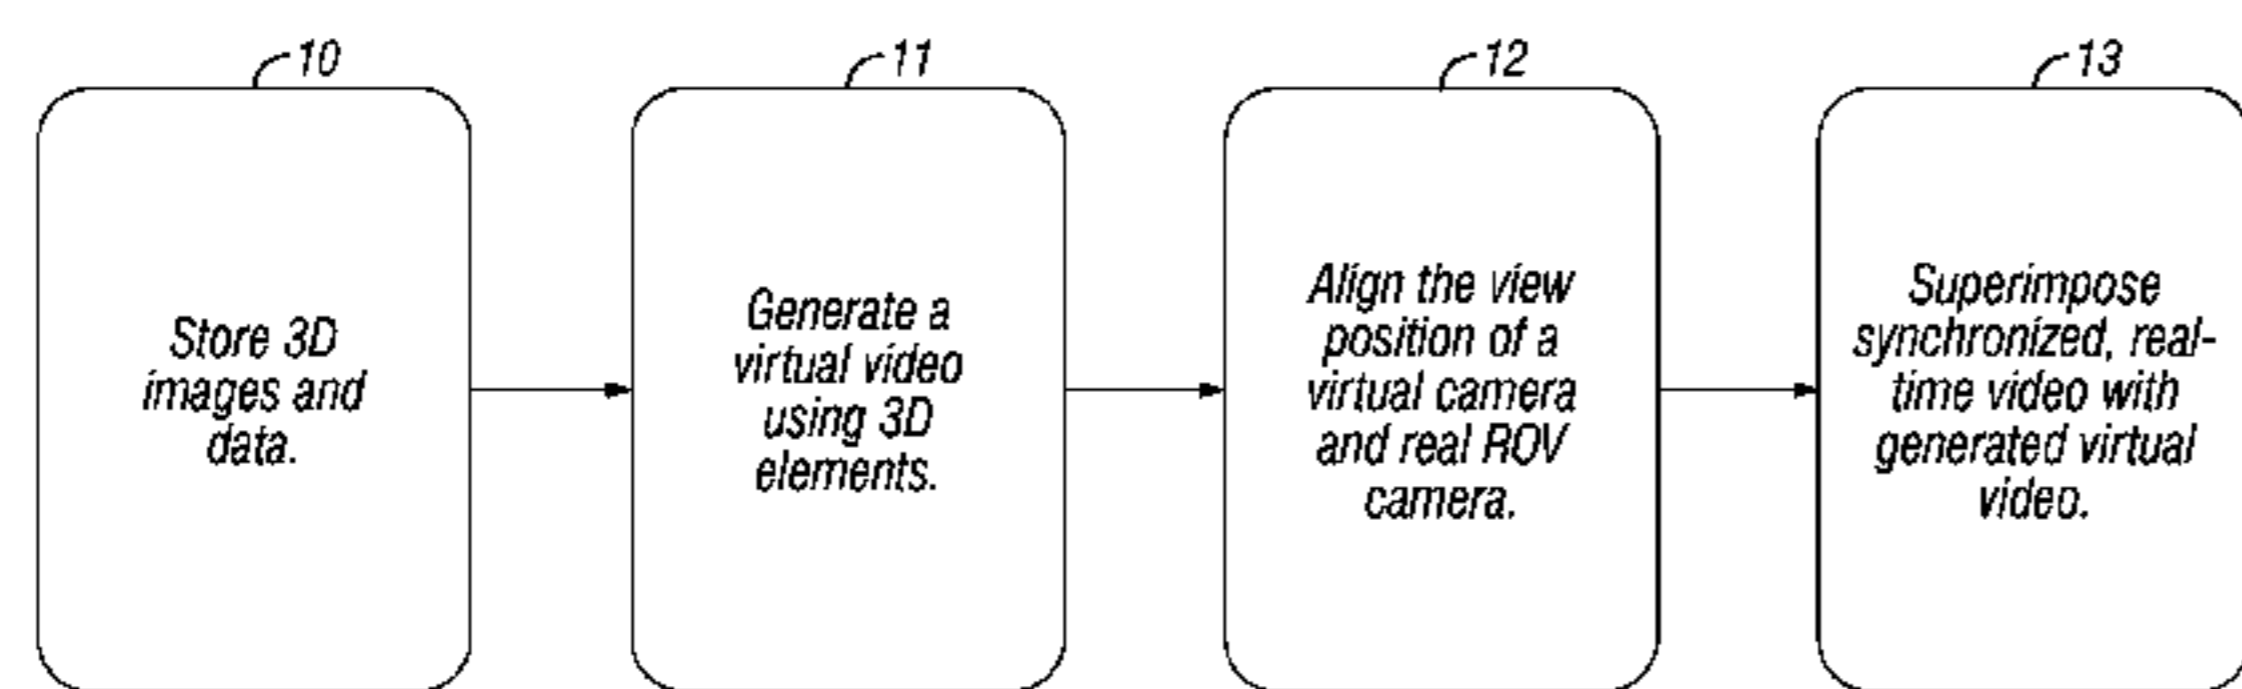 10
Store 3D
images and
data.
11
Generate a
virtual video
using 3D
elements.
12
Align the view
position of a
virtual camera
and real ROV
camera.
13
Superimpose
synchronized, real-
time video with
generated virtual
video.